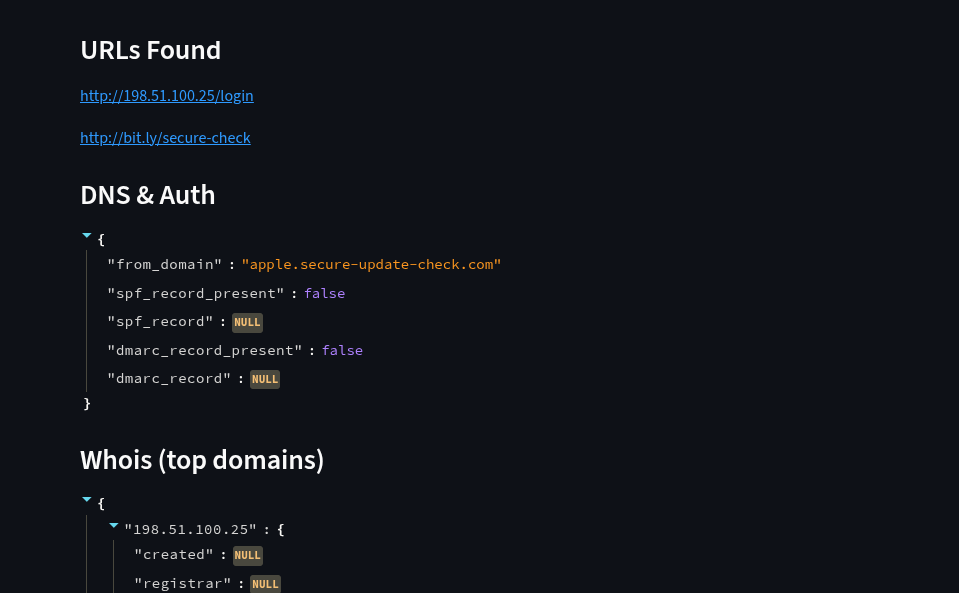 URLs Found
http://198.51.100.25/login
http://bit.ly/secure-check
DNS & Auth
{
"from_domain" : "apple.secure-update-check.com"
"spf_record_present" : false
"spf_record" : NULL
"dmarc_record_present" : false
"dmarc_record" : NULL
}
Whois (top domains)
{
"198.51.100.25" : {
"created" : NULL
"registrar" : NULL